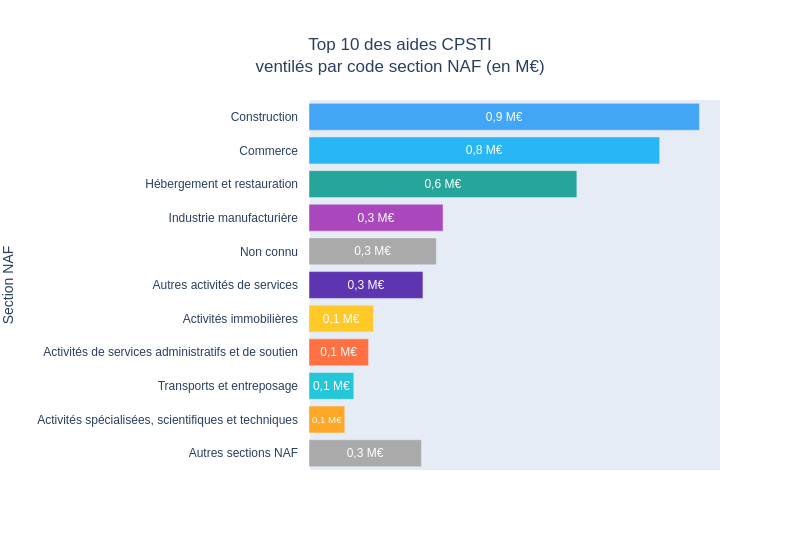 Top 10 des aides CPSTI
ventilés par code section NAF (en M€)
Section NAF
Construction 0,9 M€
Commerce 0,8 M€
Hébergement et restauration 0,6 M€
Industrie manufacturière 0,3 M€
Non connu 0,3 M€
Autres activités de services 0,3 M€
Activités immobilières 0,1 M€
Activités de services administratifs et de soutien 0,1 M€
Transports et entreposage 0,1 M€
Activités spécialisées, scientifiques et techniques 0,1 M€
Autres sections NAF 0,3 M€